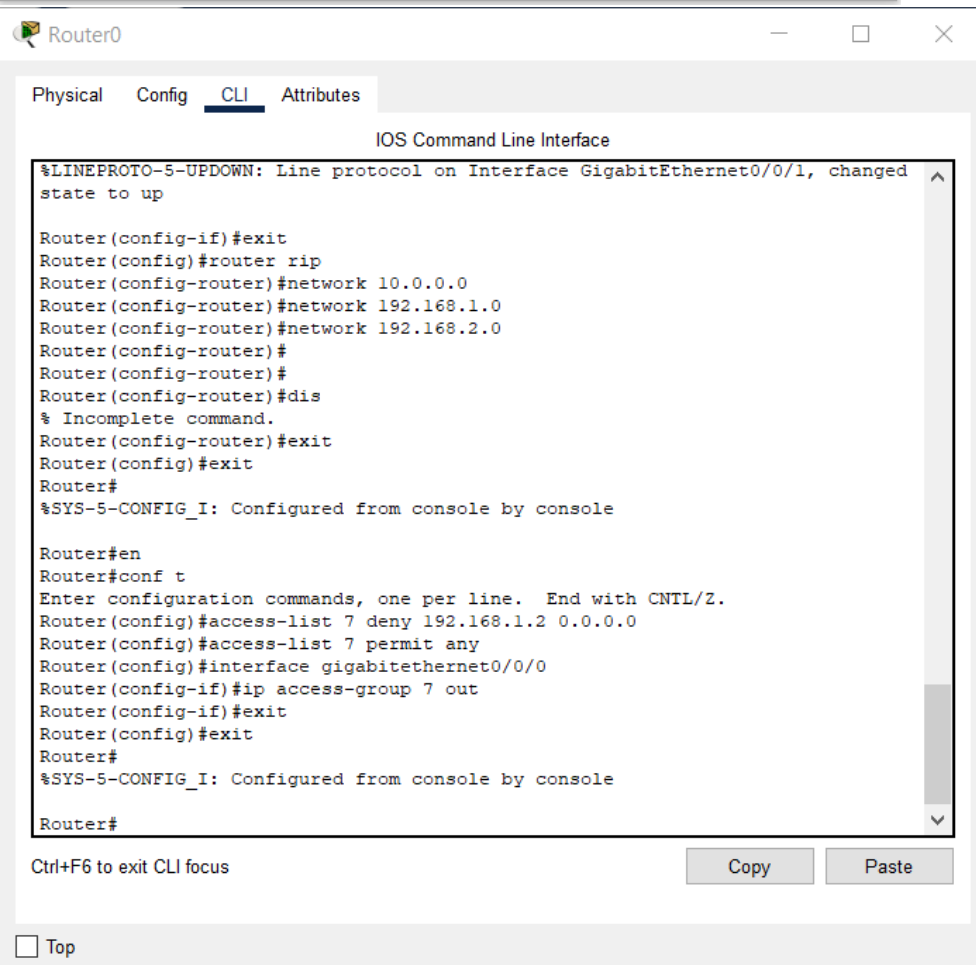 Router0
Physical Config CLI Attributes
IOS Command Line Interface
%LINEPROTO-5-UPDOWN: Line protocol on Interface GigabitEthernet0/0/1, changed
state to up
Router(config-if)#exit
Router(config)#router rip
Router(config-router)#network 10.0.0.0
Router(config-router)#network 192.168.1.0
Router(config-router)#network 192.168.2.0
Router(config-router)#
Router(config-router)#
Router(config-router)#dis
% Incomplete command.
Router(config-router)#exit
Router(config)#exit
Router#
%SYS-5-CONFIG_I: Configured from console by console
Router#en
Router#conf t
Enter configuration commands, one per line.  End with CNTL/Z.
Router(config)#access-list 7 deny 192.168.1.2 0.0.0.0
Router(config)#access-list 7 permit any
Router(config)#interface gigabitethernet0/0/0
Router(config-if)#ip access-group 7 out
Router(config-if)#exit
Router(config)#exit
Router#
%SYS-5-CONFIG_I: Configured from console by console
Router#
Ctrl+F6 to exit CLI focus Copy Paste
Top